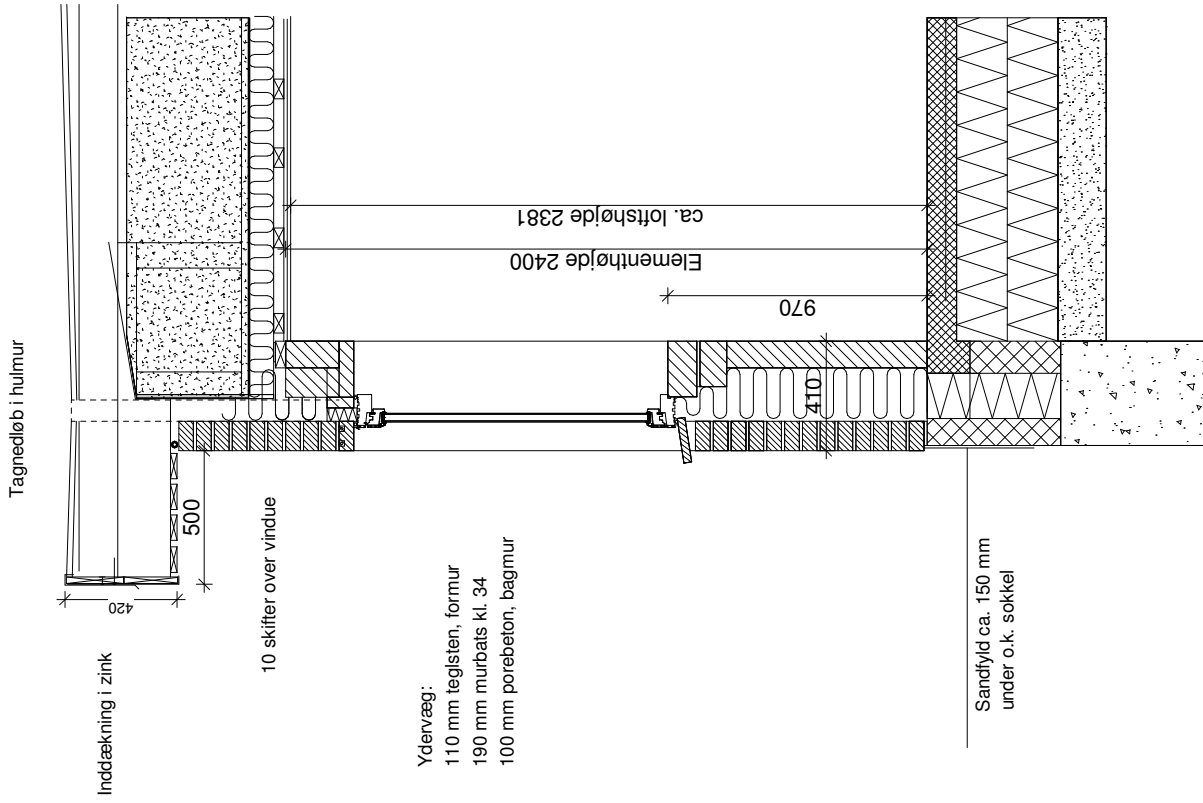 Tagnedløb i hulmur
Inddækning i zink
420
500
10 skifter over vindue
ca. loftshøjde 2381
Elementhøjde 2400
970
410
Ydervæg:
110 mm teglsten, formur
190 mm murbats kl. 34
100 mm porebeton, bagmur
Sandfyld ca. 150 mm
under o.k. sokkel